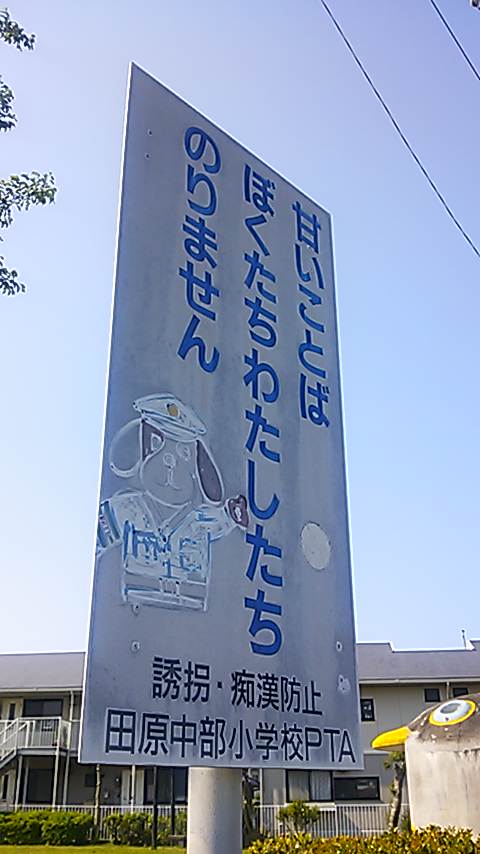 甘いことば
ぼくたちわたしたち
のりません
誘拐・痴漢防止
田原中部小学校PTA